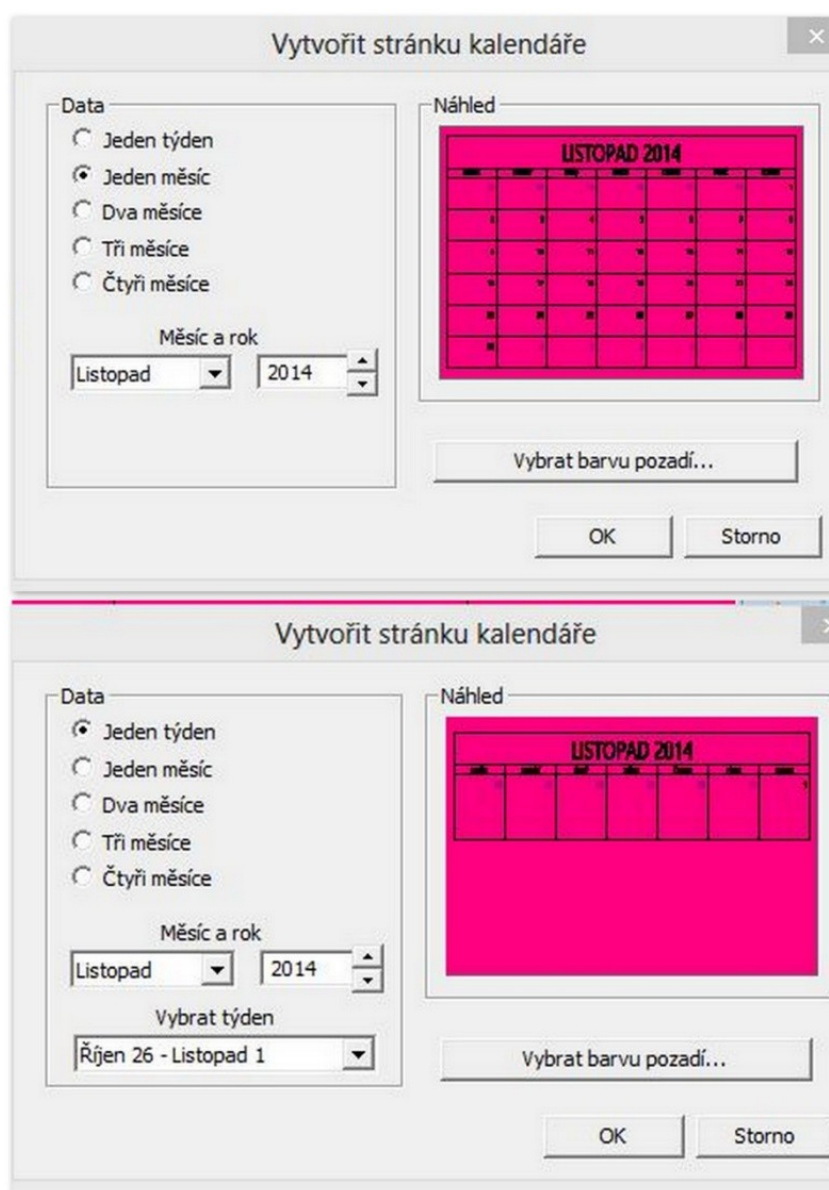 Vytvořit stránku kalendáře
Data
Jeden týden
Jeden měsíc
Dva měsíce
Tři měsíce
Čtyři měsíce
Měsíc a rok
Listopad 2014
Náhled
LISTOPAD 2014
Vybrat barvu pozadí...
OK Storno
Vytvořit stránku kalendáře
Data
Jeden týden
Jeden měsíc
Dva měsíce
Tři měsíce
Čtyři měsíce
Měsíc a rok
Listopad 2014
Vybrat týden
Říjen 26 - Listopad 1
Náhled
LISTOPAD 2014
Vybrat barvu pozadí...
OK Storno